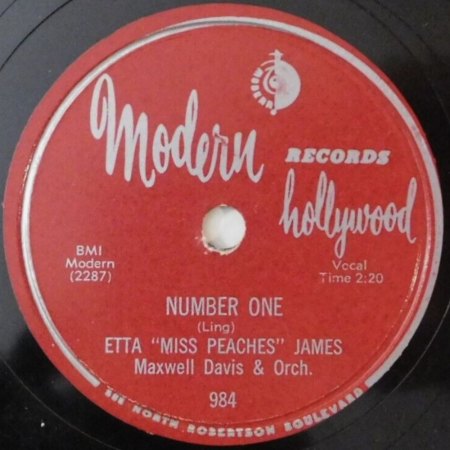 MODERN
Modern
RECORDS
hollywood
BMI
Modern
(2287)
Vocal
Time 2:20
NUMBER ONE
(Ling)
ETTA "MISS PEACHES" JAMES
Maxwell Davis & Orch.
984
NORTH ROBERTSON BOULEVARD